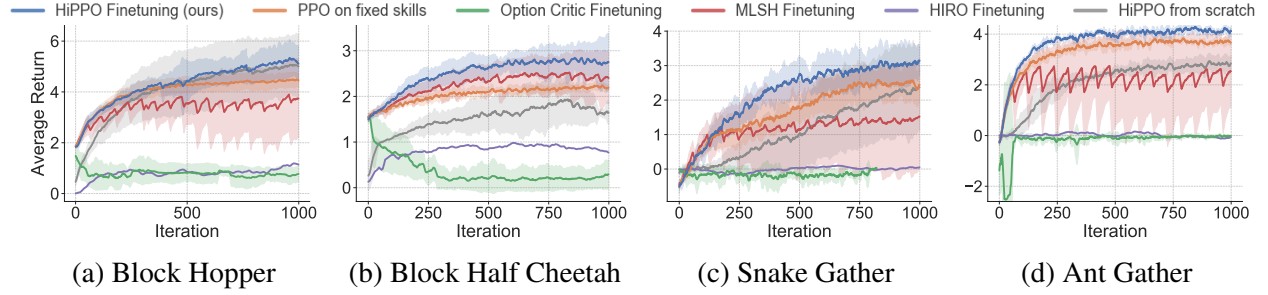 HiPPO Finetuning (ours) PPO on fixed skills Option Critic Finetuning MLSH Finetuning HIRO Finetuning HiPPO from scratch
Average Return
6
4
2
0
0 500 1000
Iteration
(a) Block Hopper
3
2
1
0
0 250 500 750 1000
Iteration
(b) Block Half Cheetah
4
3
2
1
0
0 250 500 750 1000
Iteration
(c) Snake Gather
4
2
0
−2
0 250 500 750 1000
Iteration
(d) Ant Gather